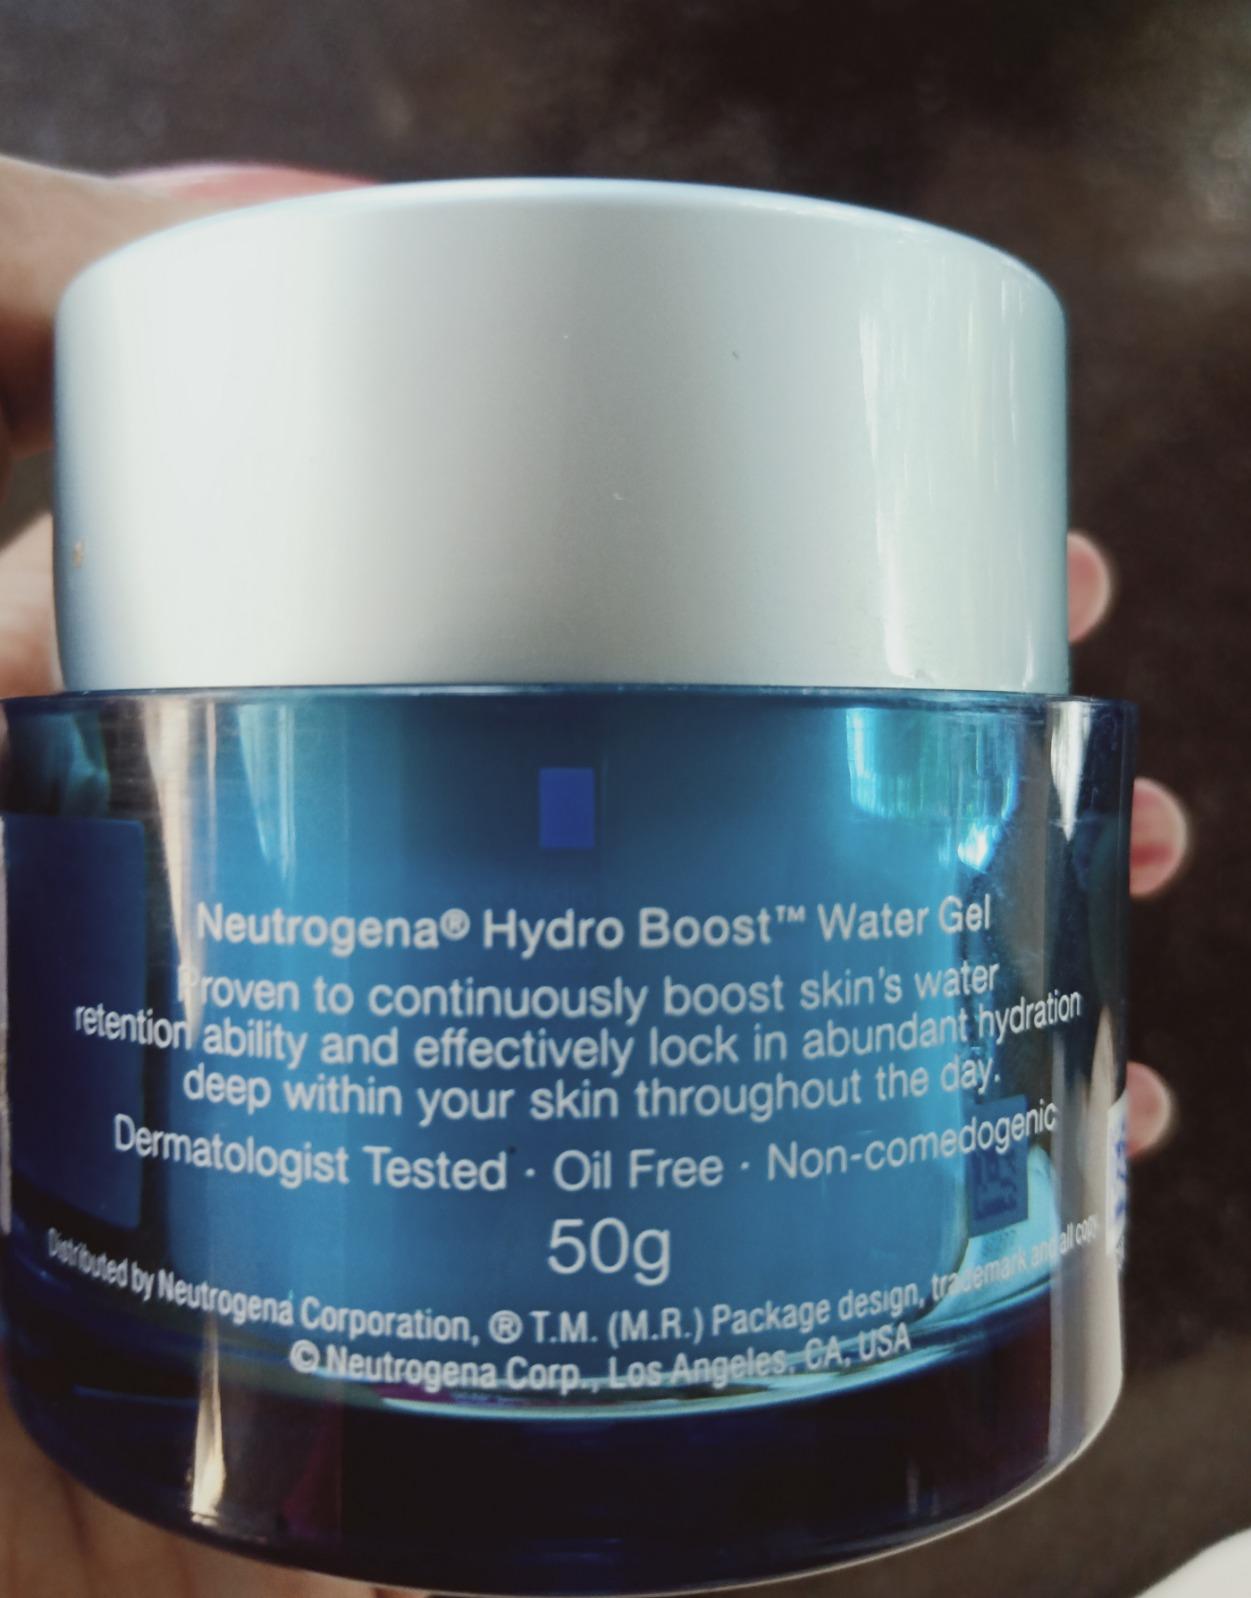 Neutrogena® Hydro Boost™ Water Gel
Proven to continuously boost skin's water
retention ability and effectively lock in abundant hydration
deep within your skin throughout the day.
Dermatologist Tested · Oil Free · Non-comedogenic
50g
Distributed by Neutrogena Corporation, ® T.M. (M.R.) Package design, trademark and all copy
© Neutrogena Corp., Los Angeles, CA, USA